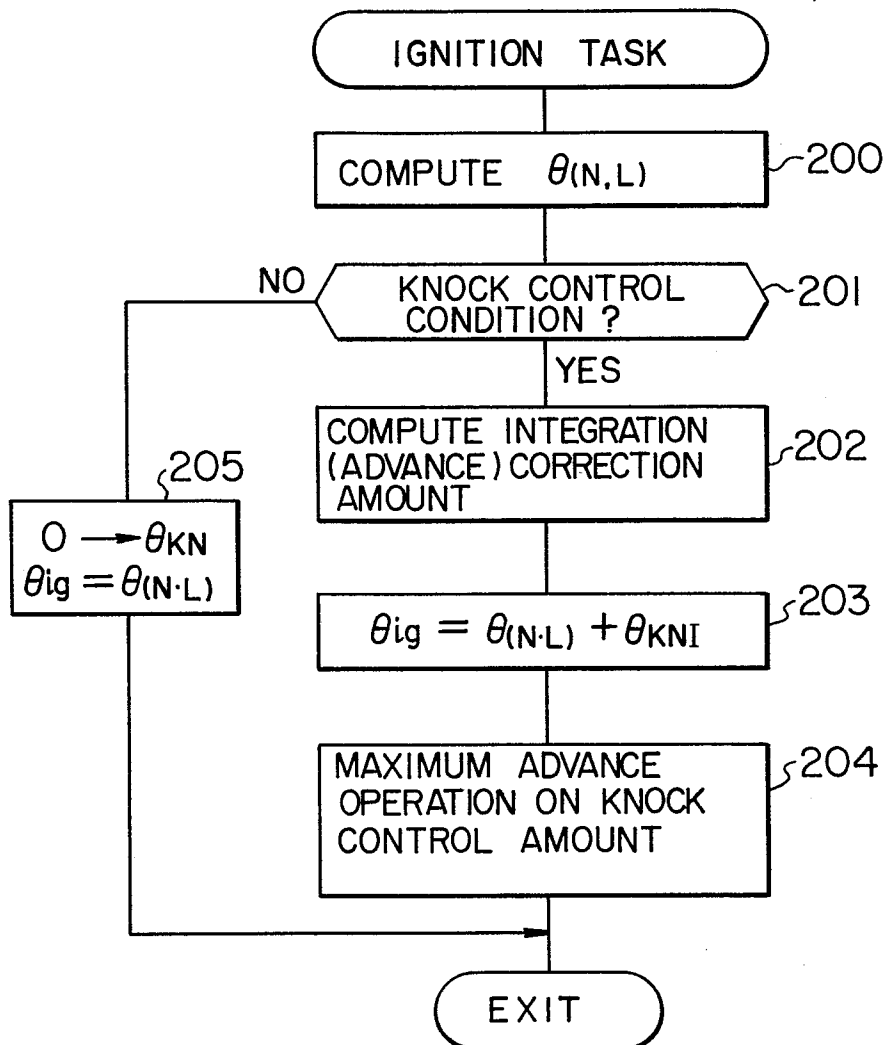 IGNITION TASK
COMPUTE θ(N,L)
200
NO
KNOCK CONTROL
CONDITION ?
201
YES
COMPUTE INTEGRATION
(ADVANCE) CORRECTION
AMOUNT
202
205
O → θKN
θig = θ(N·L)
θig = θ(N·L) + θKNI
203
MAXIMUM ADVANCE
OPERATION ON KNOCK
CONTROL AMOUNT
204
EXIT